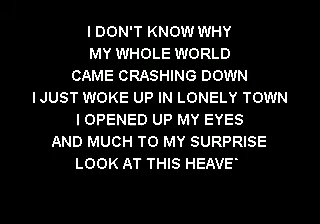 I DON'T KNOW WHY
MY WHOLE WORLD
CAME CRASHING DOWN
I JUST WOKE UP IN LONELY TOWN
I OPENED UP MY EYES
AND MUCH TO MY SURPRISE
LOOK AT THIS HEAVE`